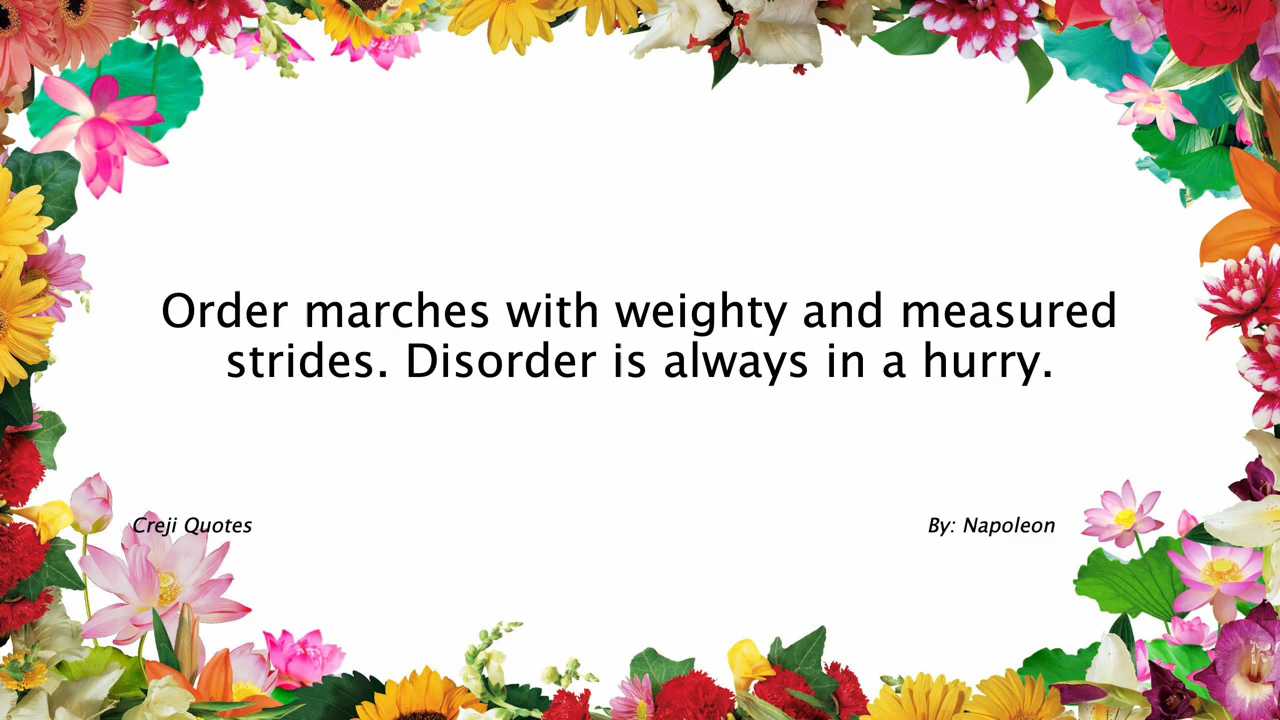 Order marches with weighty and measured
strides. Disorder is always in a hurry.
Creji Quotes
By: Napoleon